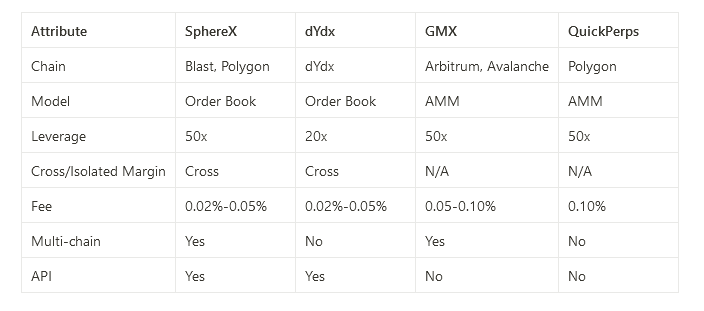 Attribute SphereX dYdx GMX QuickPerps
Chain Blast, Polygon dYdx Arbitrum, Avalanche Polygon
Model Order Book Order Book AMM AMM
Leverage 50x 20x 50x 50x
Cross/Isolated Margin Cross Cross N/A N/A
Fee 0.02%-0.05% 0.02%-0.05% 0.05-0.10% 0.10%
Multi-chain Yes No Yes No
API Yes Yes No No